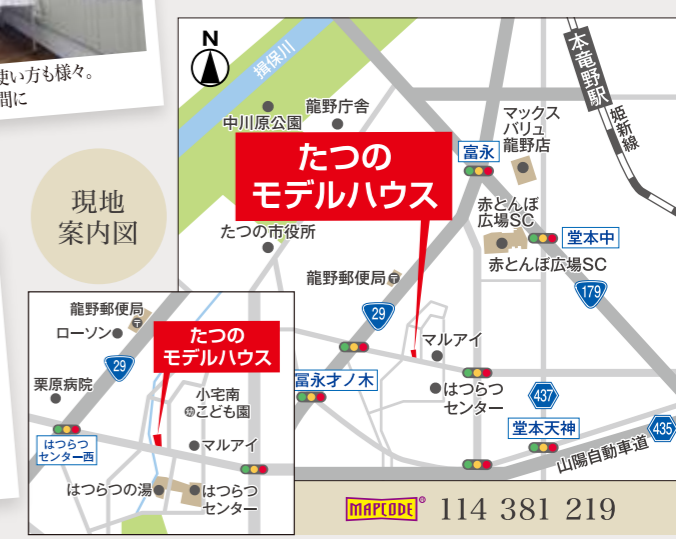 使い方も様々。
間に
現地
案内図
N
揖保川
中川原公園
龍野庁舎
たつの
モデルハウス
富永
マックス
バリュ
龍野店
本竜野駅
姫新線
赤とんぼ
広場SC
堂本中
赤とんぼ広場SC
たつの市役所
龍野郵便局
179
29
マルアイ
冨永才ノ木
はつらつ
センター
437
堂本天神
435
山陽自動車道
龍野郵便局
ローソン
たつの
モデルハウス
29
栗原病院
小宅南
幼こども園
はつらつ
センター西
マルアイ
はつらつの湯
はつらつ
センター
MAPCODE® 114 381 219